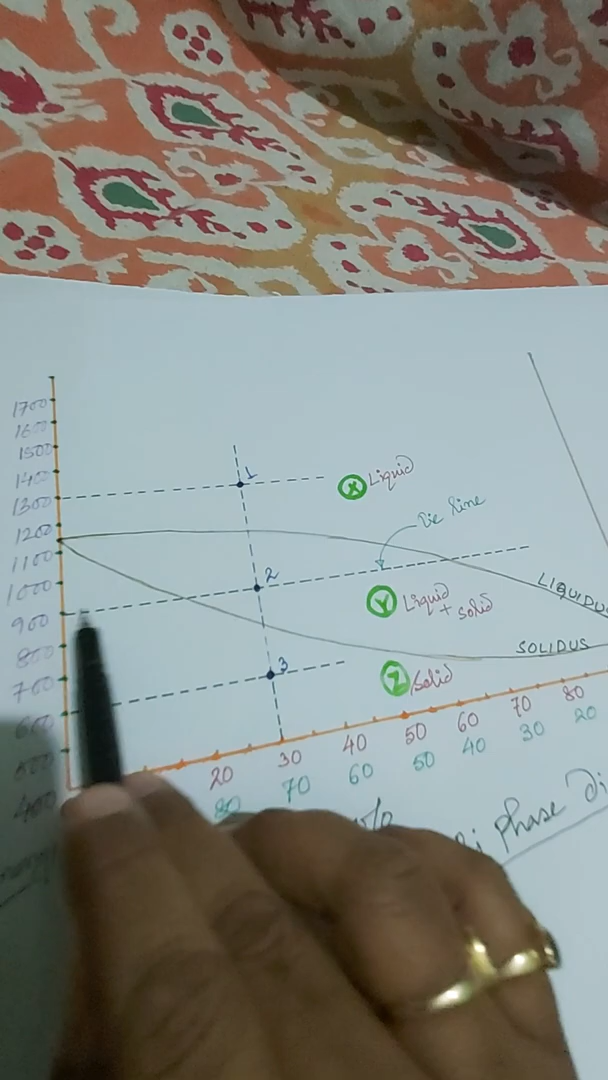 1700
1600
1500
1400
1300
1200
1100
1000
900
800
700
600
500
400
1
X Liquid
Tie line
2
Y Liquid + solid
LIQUIDU
SOLIDUS
3
Z Solid
20 30 40 50 60 70 80
80 70 60 50 40 30 20
%
phase di